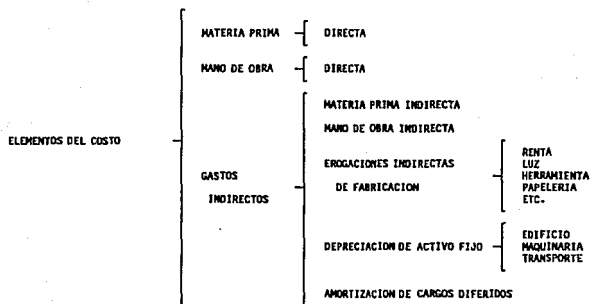 MATERIA PRIMA DIRECTA
MANO DE OBRA DIRECTA
MATERIA PRIMA INDIRECTA
MANO DE OBRA INDIRECTA
ELEMENTOS DEL COSTO
RENTA
EROGACIONES INDIRECTAS LUZ
GASTOS HERRAMIENTA
DE FABRICACION PAPELERIA
INDIRECTOS ETC.
EDIFICIO
DEPRECIACION DE ACTIVO FIJO MAQUINARIA
TRANSPORTE
AMORTIZACION DE CARGOS DIFERIDOS